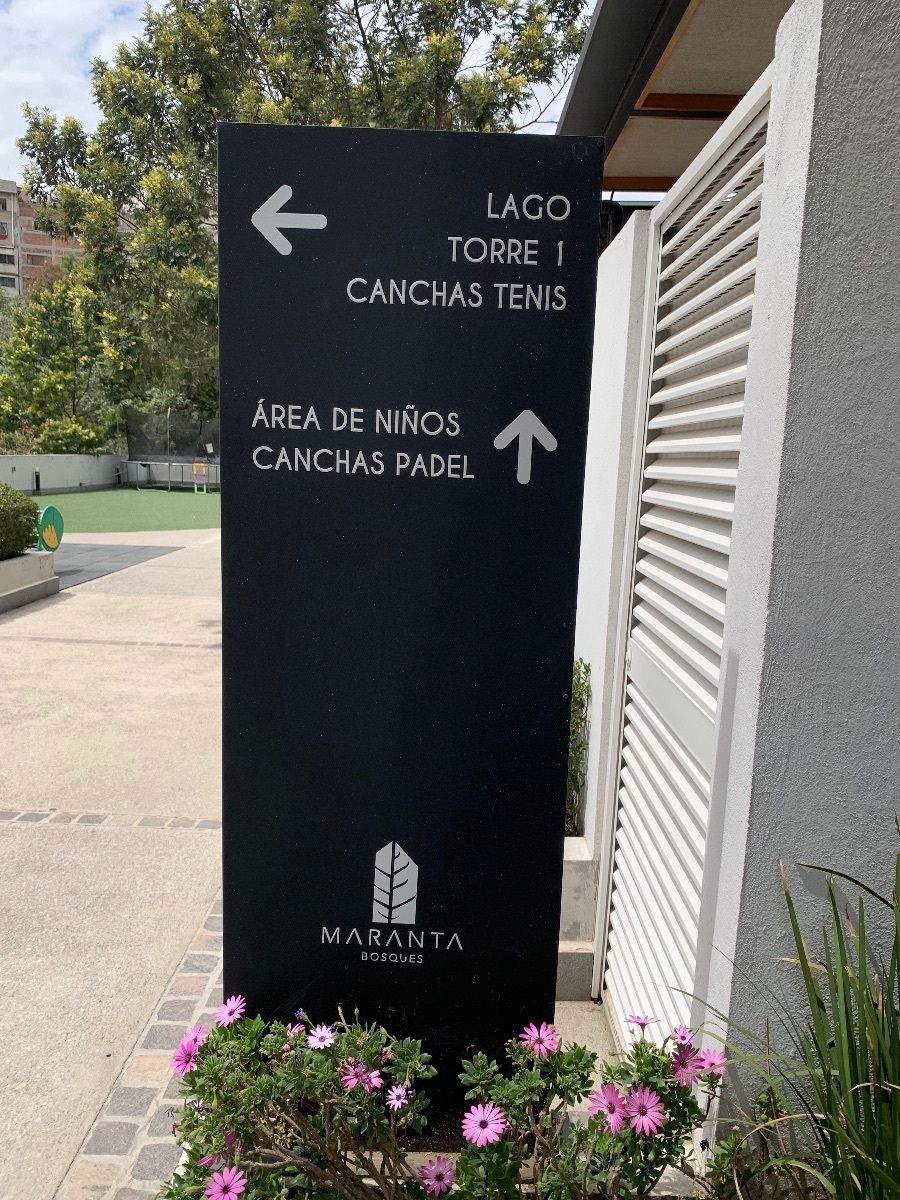 LAGO
TORRE 1
CANCHAS TENIS
ÁREA DE NIÑOS
CANCHAS PADEL
MARANTA
BOSQUES